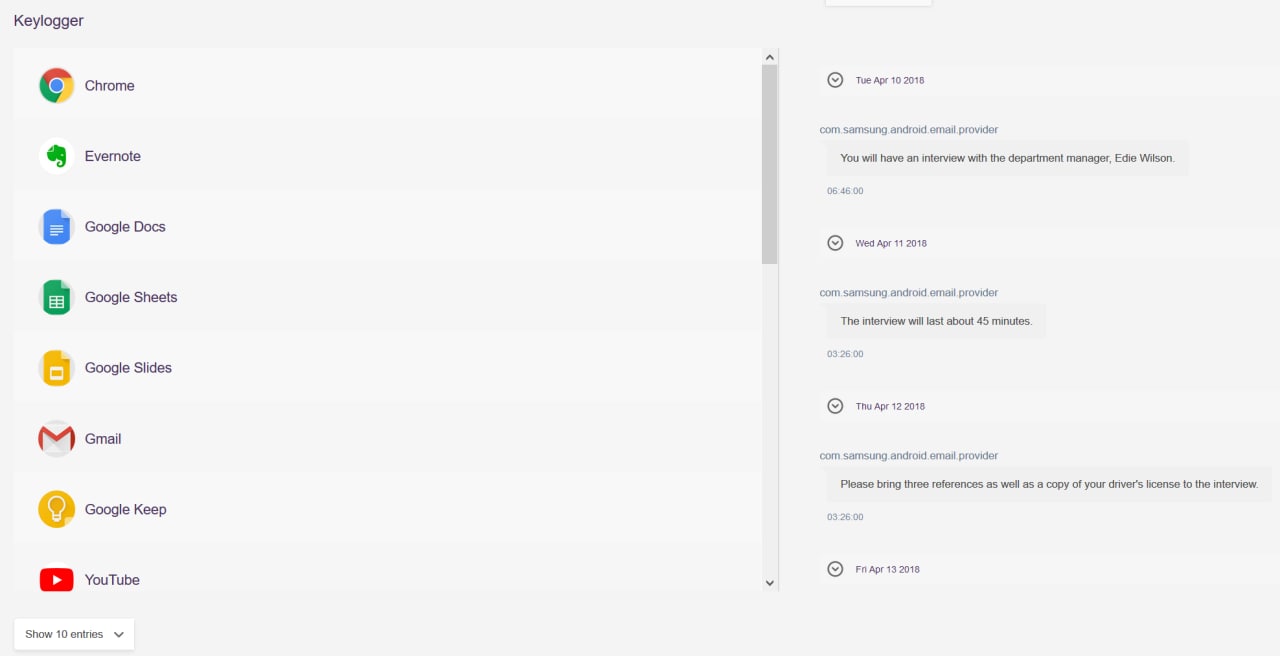 Keylogger
Chrome
Evernote
Google Docs
Google Sheets
Google Slides
Gmail
Google Keep
YouTube
Show 10 entries
Tue Apr 10 2018
com.samsung.android.email.provider
You will have an interview with the department manager, Edie Wilson.
06:46:00
Wed Apr 11 2018
com.samsung.android.email.provider
The interview will last about 45 minutes.
03:26:00
Thu Apr 12 2018
com.samsung.android.email.provider
Please bring three references as well as a copy of your driver's license to the interview.
03:26:00
Fri Apr 13 2018